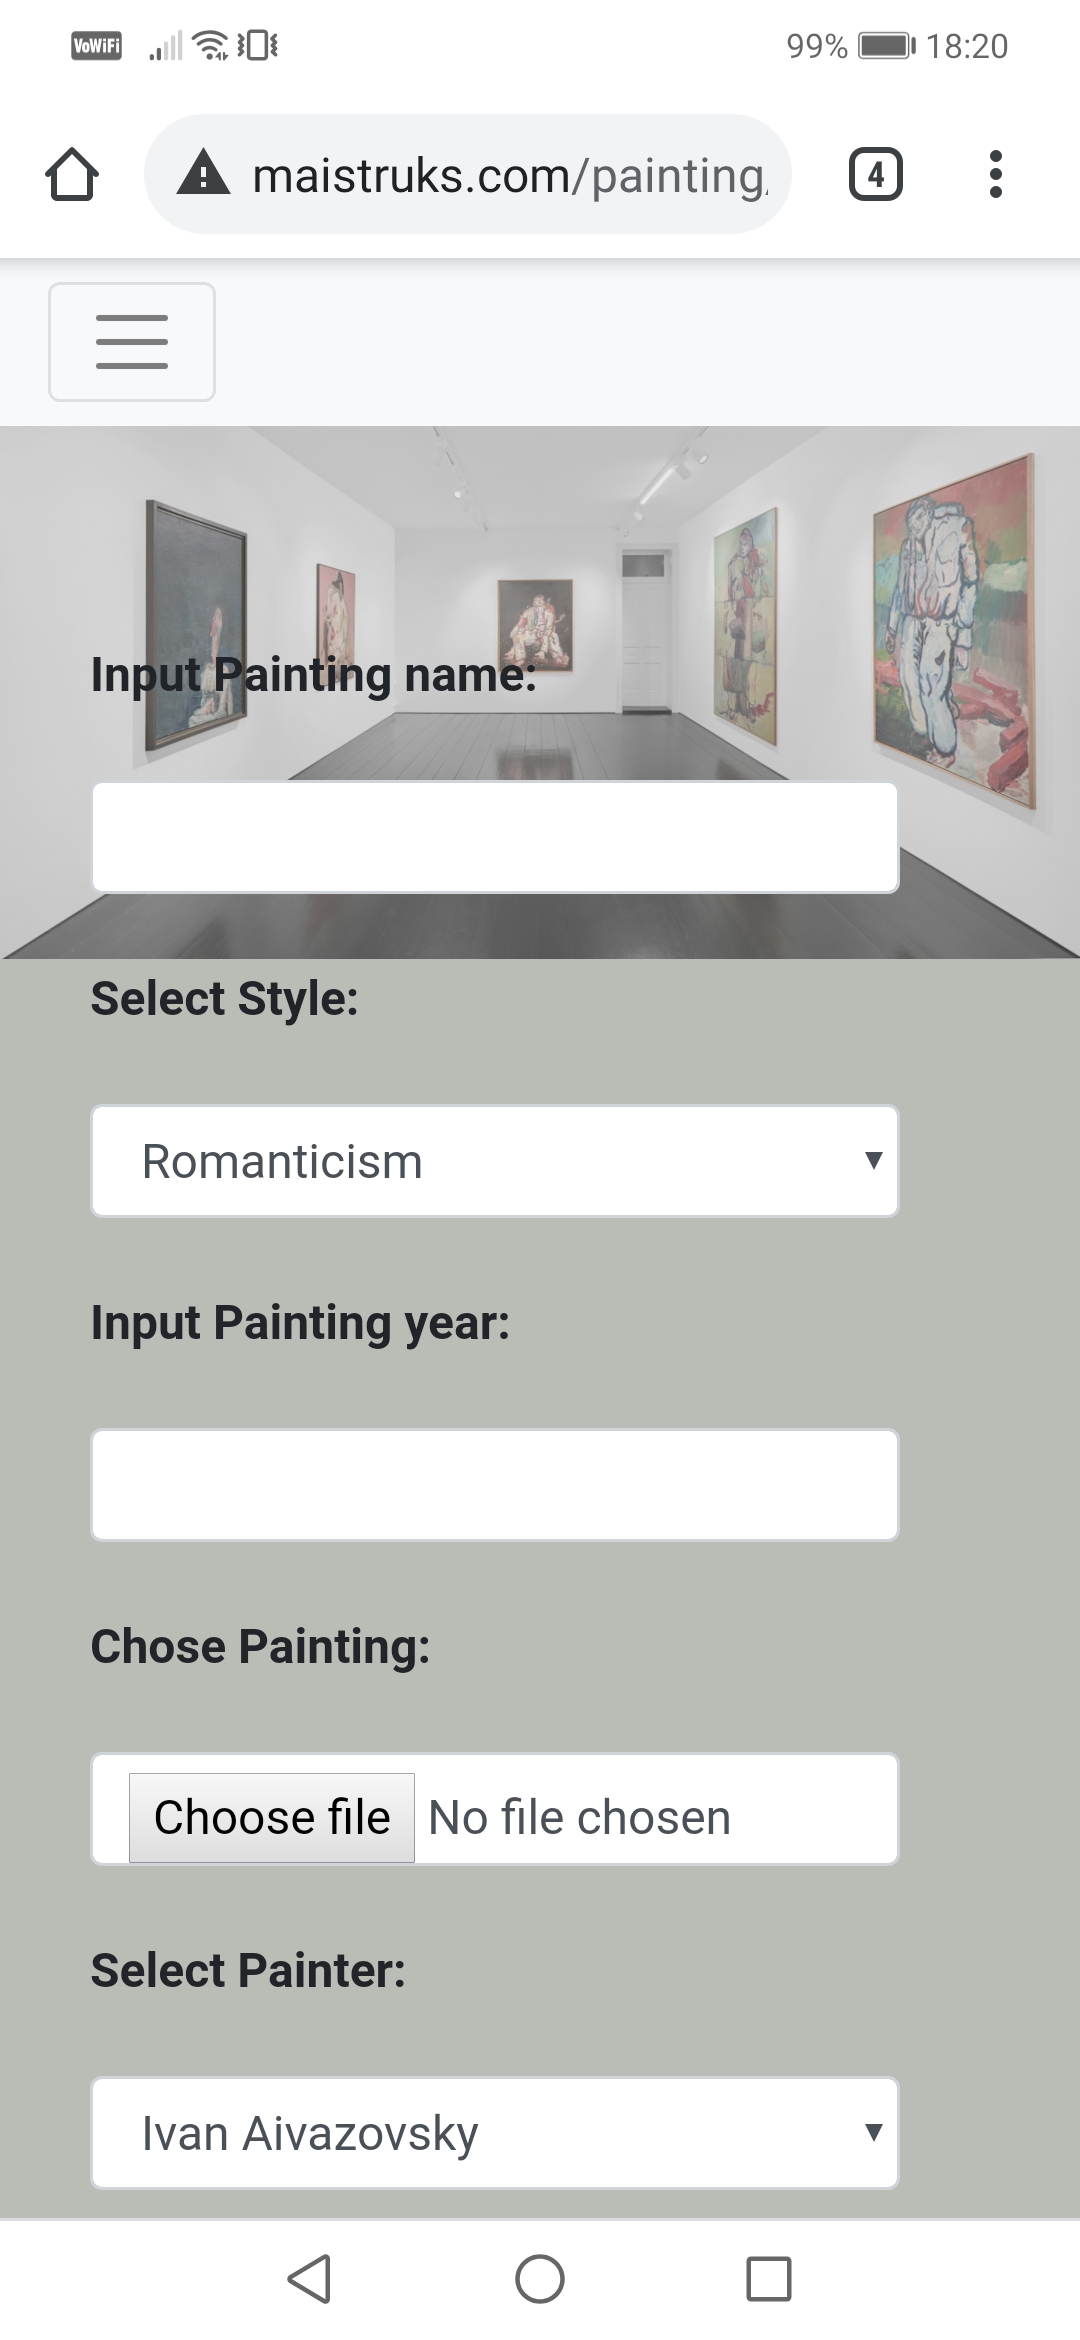 VoWiFi 99% 18:20
maistruks.com/painting
4
Input Painting name:
Select Style:
Romanticism
Input Painting year:
Chose Painting:
Choose file No file chosen
Select Painter:
Ivan Aivazovsky